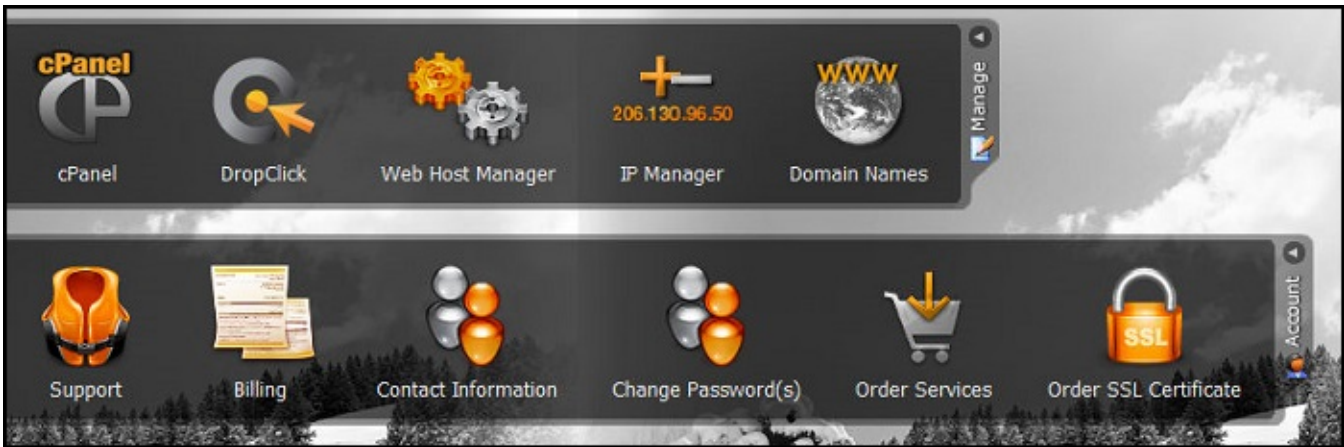 cPanel
206.130.96.50
WWW
cPanel
DropClick
Web Host Manager
IP Manager
Domain Names
Manage
SSL
Support
Billing
Contact Information
Change Password(s)
Order Services
Order SSL Certificate
Account